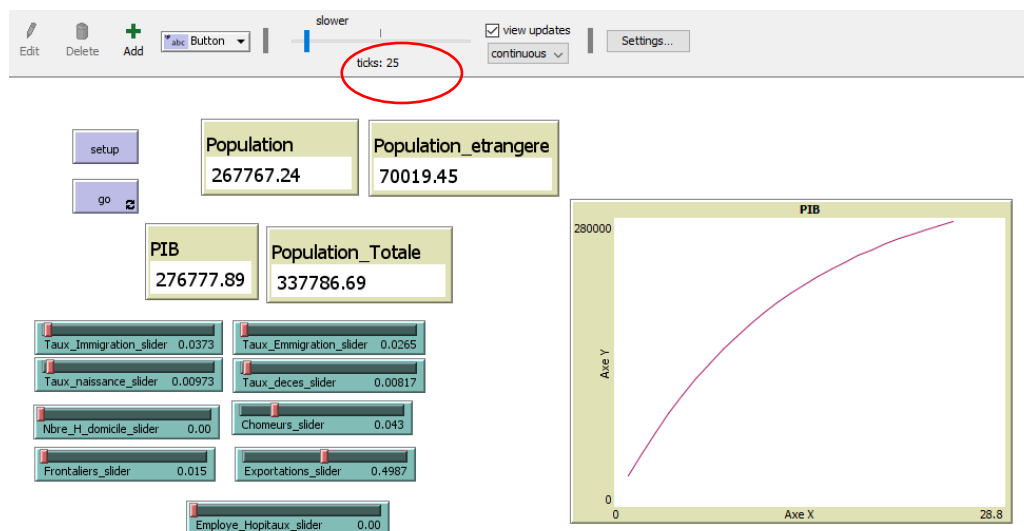 slower
view updates
Edit
Delete
Add
abc Button
continuous
Settings...
ticks: 25
setup
Population
267767.24
Population_etrangere
70019.45
go
PIB
276777.89
Population_Totale
337786.69
Taux_Immigration_slider 0.0373
Taux_Emmigration_slider 0.0265
Taux_naissance_slider 0.00973
Taux_deces_slider 0.00817
Nbre_H_domicile_slider 0.00
Chomeurs_slider 0.043
Frontaliers_slider 0.015
Exportations_slider 0.4987
Employe_Hopitaux_slider 0.00
PIB
280000
Axe Y
0
0
Axe X
28.8